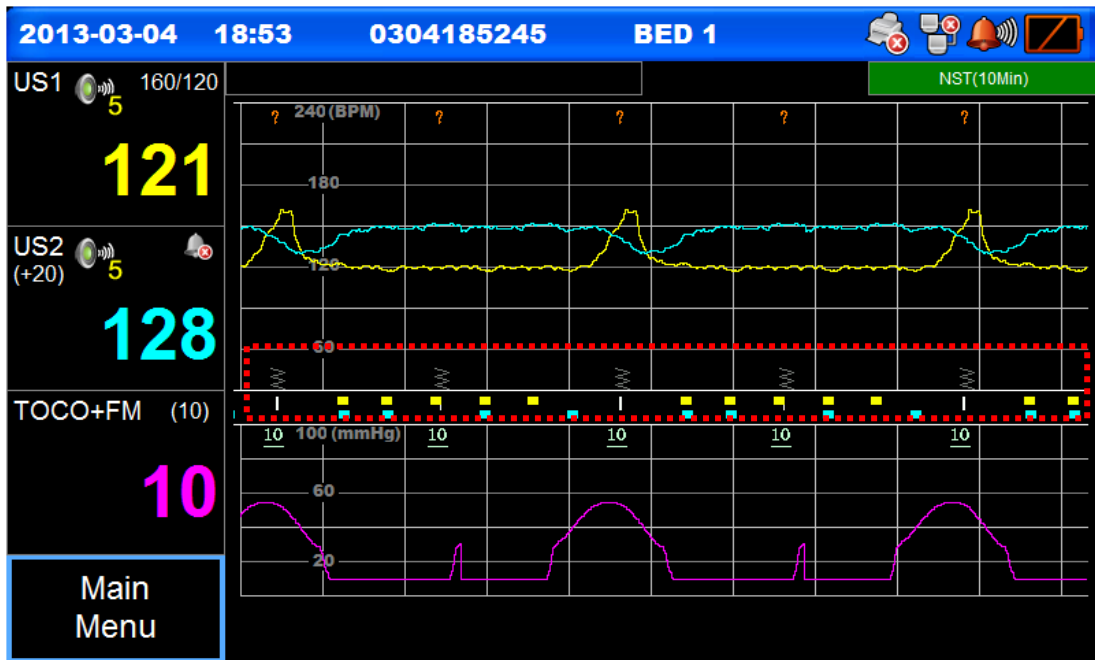 2013-03-04 18:53 0304185245 BED 1
US1 160/120
5
121
NST(10Min)
? ? ? ? ?
240 (BPM)
180
120
60
US2
(+20)
5
128
TOCO+FM (10)
10
10 10 10 10 10
100 (mmHg)
60
20
Main
Menu